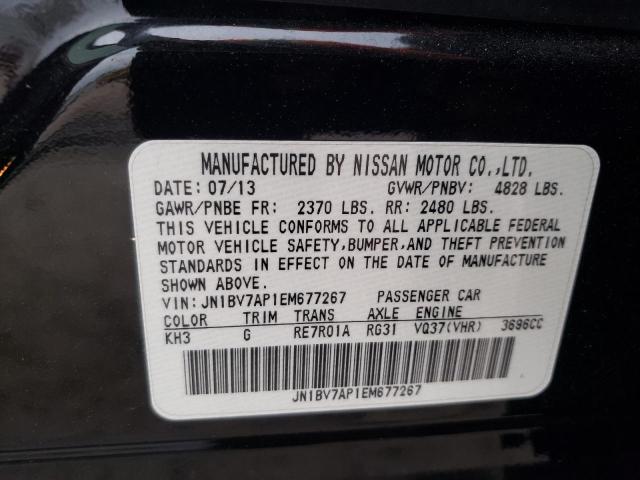 MANUFACTURED BY NISSAN MOTOR CO.,LTD.
DATE: 07/13 GVWR/PNBV: 4828 LBS.
GAWR/PNBE FR: 2370 LBS. RR: 2480 LBS.
THIS VEHICLE CONFORMS TO ALL APPLICABLE FEDERAL
MOTOR VEHICLE SAFETY,BUMPER,AND THEFT PREVENTION
STANDARDS IN EFFECT ON THE DATE OF MANUFACTURE
SHOWN ABOVE.
VIN: JN1BV7AP1EM677267 PASSENGER CAR
COLOR TRIM TRANS AXLE ENGINE
KH3 G RE7R01A RG31 VQ37(VHR) 3696CC
JN1BV7AP1EM677267